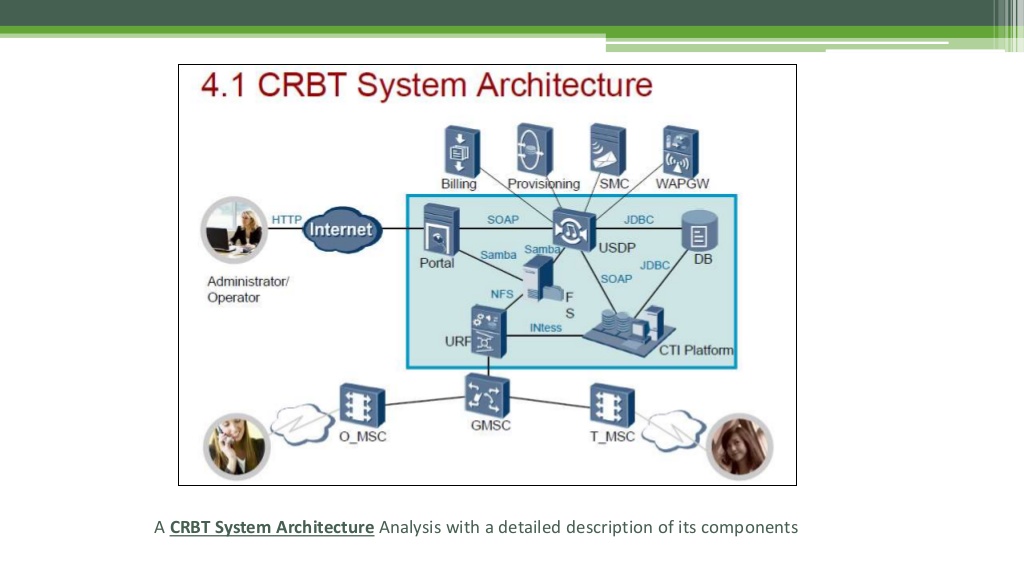 4.1 CRBT System Architecture
Billing
Provisioning
SMC
WAPGW
HTTP
Internet
SOAP
JDBC
USDP
DB
Portal
Samba
Samba
JDBC
SOAP
Administrator/
Operator
NFS
F
S
INtess
URP
CTI Platform
GMSC
O_MSC
T_MSC
A CRBT System Architecture Analysis with a detailed description of its components